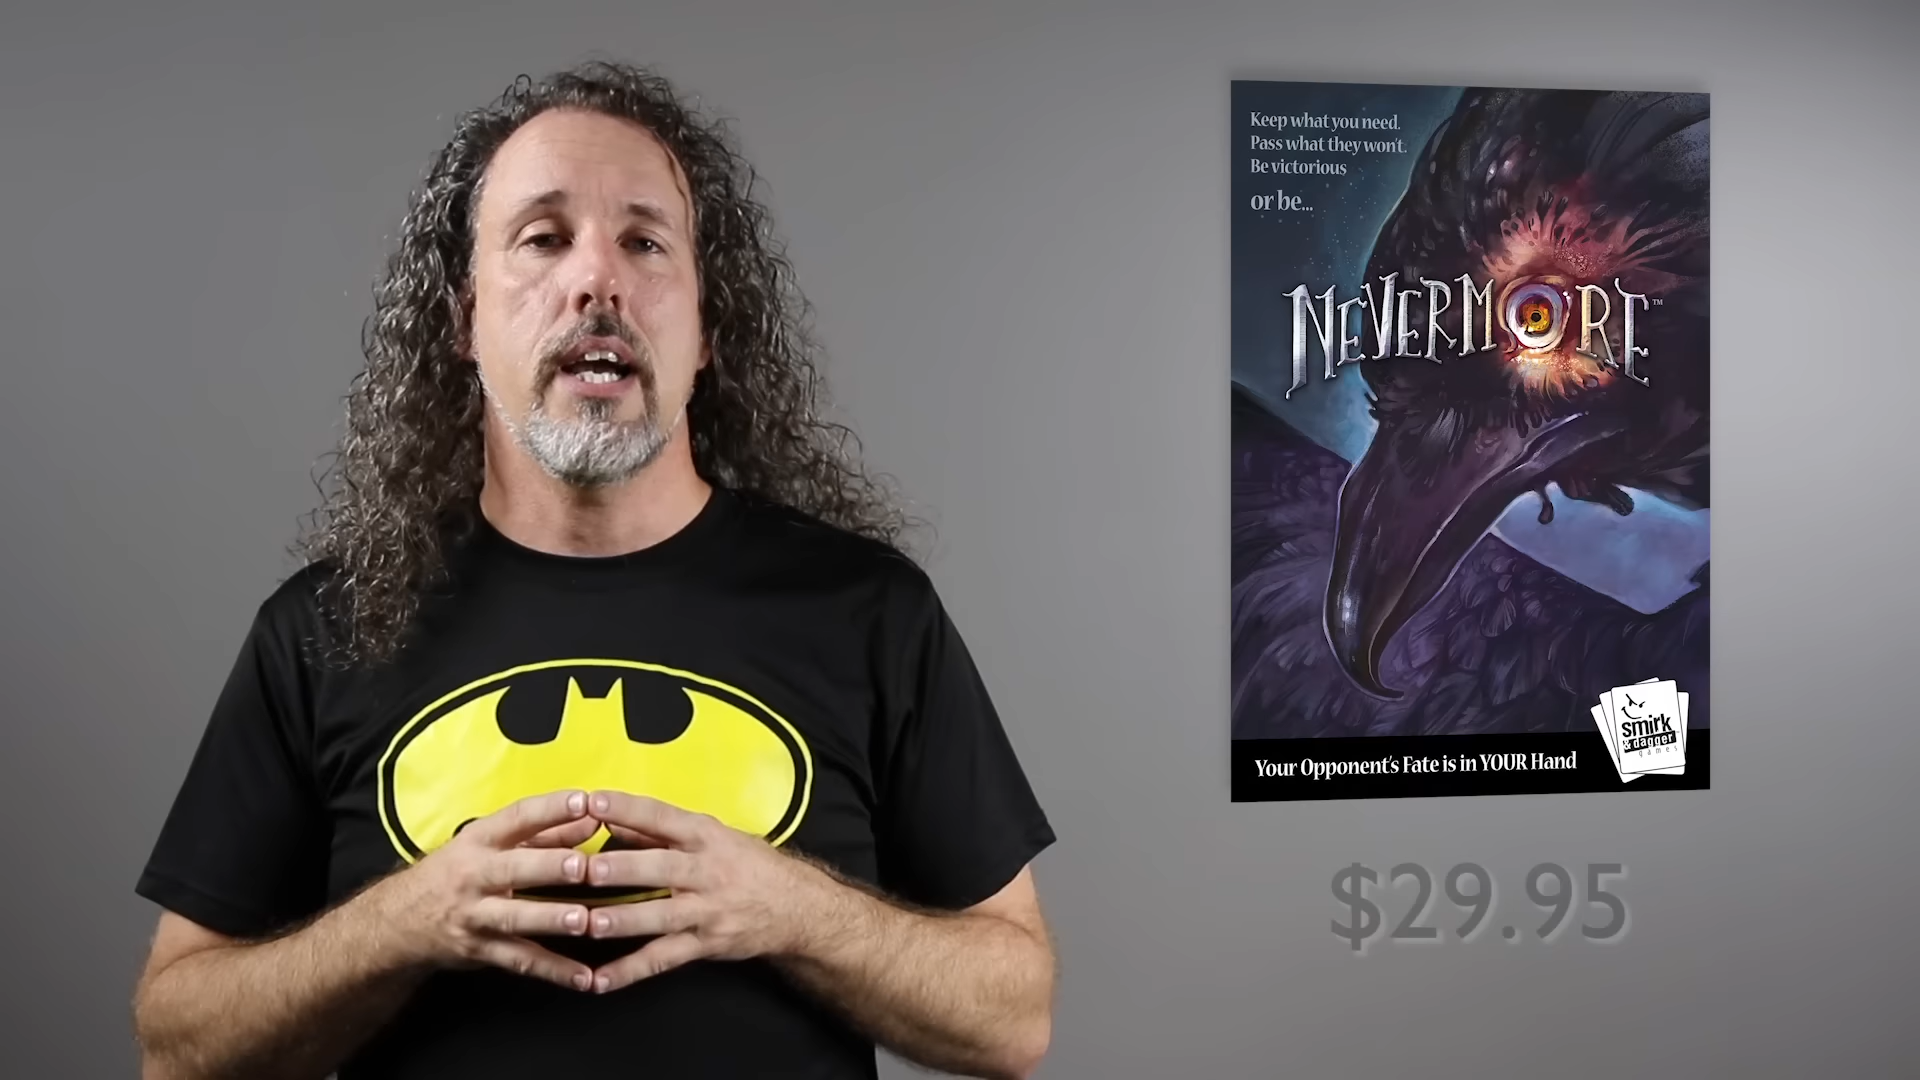 Keep what you need.
Pass what they won't.
Be victorious
or be...
NEVERMORE™
smirk
& dagger
games
Your Opponent's Fate is in YOUR Hand
$29.95